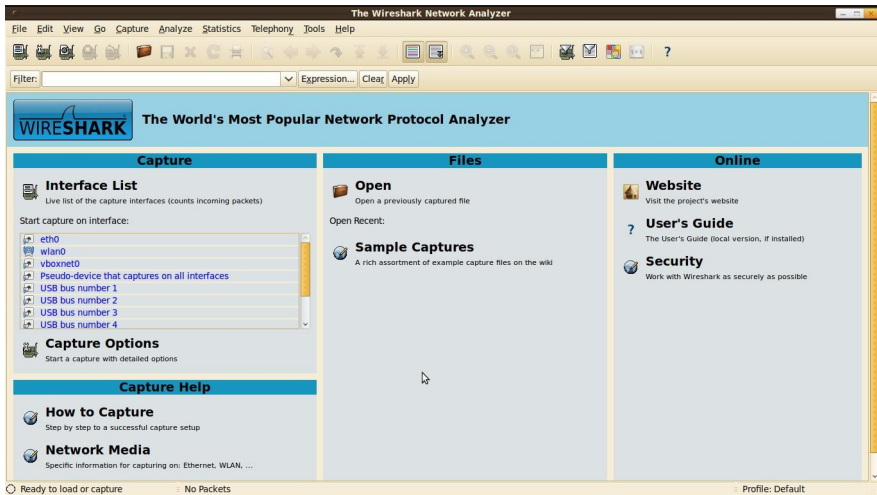 The Wireshark Network Analyzer
File Edit View Go Capture Analyze Statistics Telephony Tools Help
Filter: Expression... Clear Apply
WIRESHARK The World's Most Popular Network Protocol Analyzer
Capture
Interface List
Live list of the capture interfaces (counts incoming packets)
Start capture on interface:
eth0
wlan0
vboxnet0
Pseudo-device that captures on all interfaces
USB bus number 1
USB bus number 2
USB bus number 3
USB bus number 4
Capture Options
Start a capture with detailed options
Capture Help
How to Capture
Step by step to a successful capture setup
Network Media
Specific information for capturing on: Ethernet, WLAN, ...
Files
Open
Open a previously captured file
Open Recent:
Sample Captures
A rich assortment of example capture files on the wiki
Online
Website
Visit the project's website
User's Guide
The User's Guide (local version, if installed)
Security
Work with Wireshark as securely as possible
Ready to load or capture No Packets Profile: Default